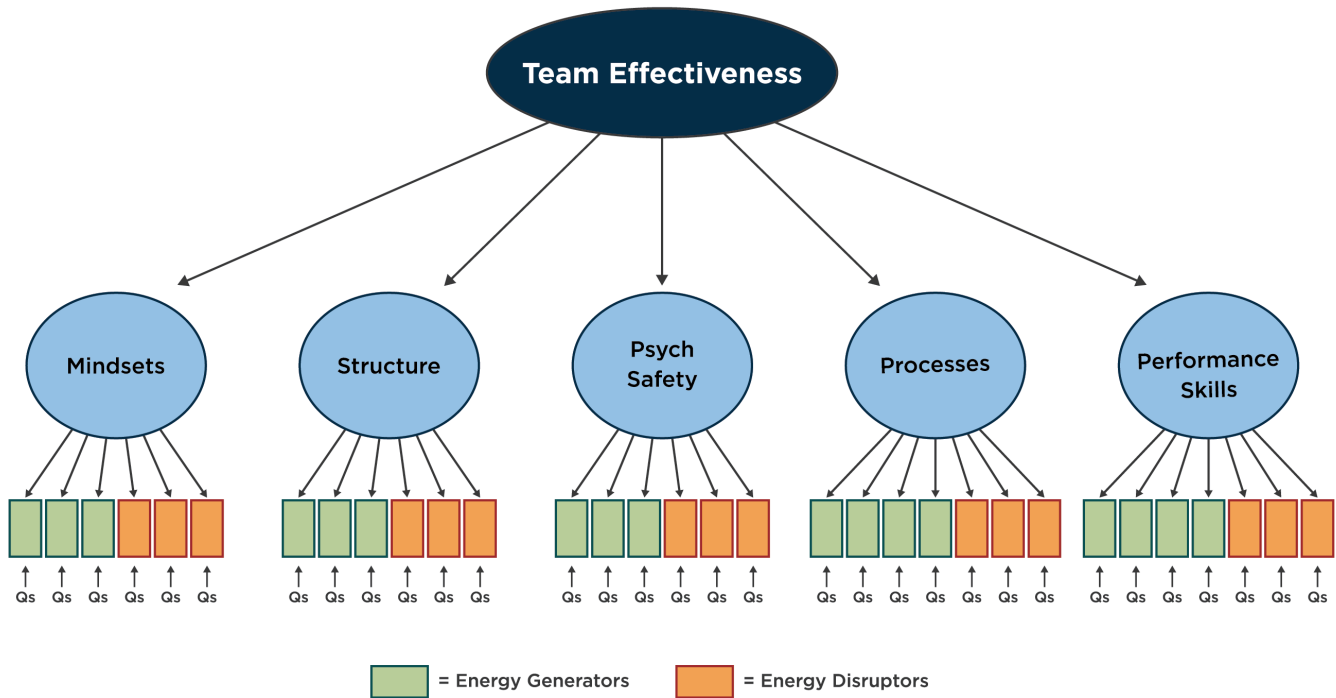 Team Effectiveness
Mindsets
Structure
Psych
Safety
Processes
Performance
Skills
Qs Qs Qs Qs Qs Qs
Qs Qs Qs Qs Qs Qs
Qs Qs Qs Qs Qs Qs
Qs Qs Qs Qs Qs Qs Qs
Qs Qs Qs Qs Qs Qs Qs
= Energy Generators
= Energy Disruptors